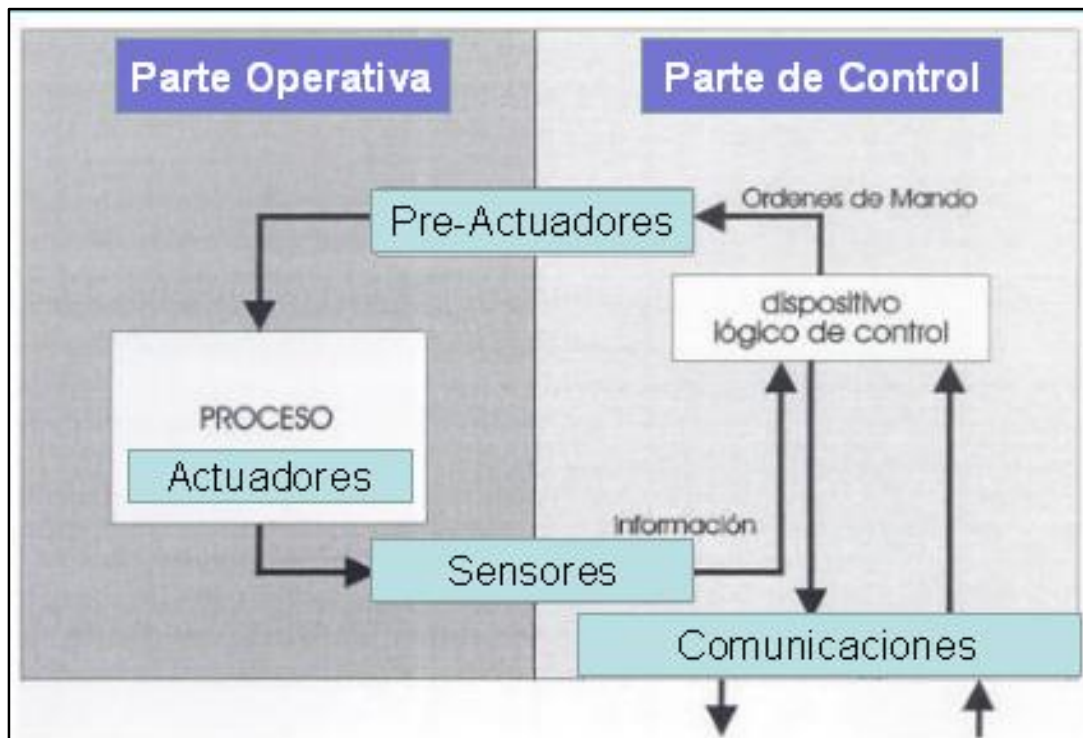 Parte Operativa
Parte de Control
Ordenes de Mando
Pre-Actuadores
dispositivo
lógico de control
PROCESO
Actuadores
Información
Sensores
Comunicaciones